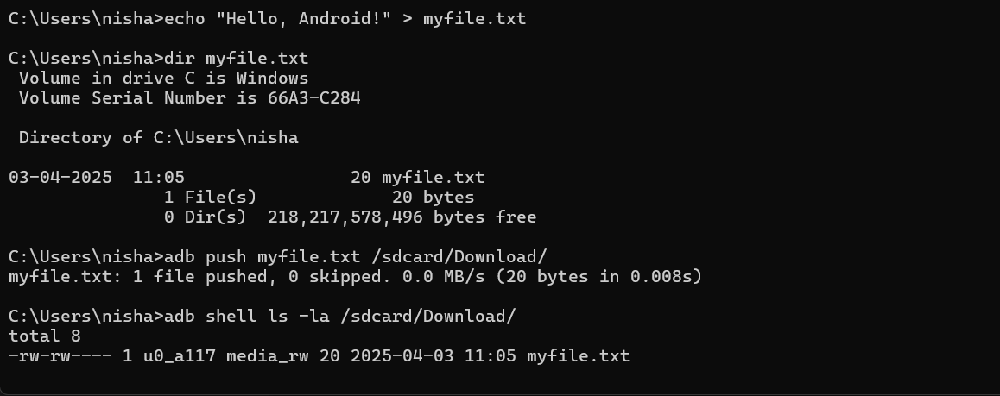 C:\Users\nisha>echo "Hello, Android!" > myfile.txt
C:\Users\nisha>dir myfile.txt
Volume in drive C is Windows
Volume Serial Number is 66A3-C284
Directory of C:\Users\nisha
03-04-2025  11:05                20 myfile.txt
1 File(s)             20 bytes
0 Dir(s)  218,217,578,496 bytes free
C:\Users\nisha>adb push myfile.txt /sdcard/Download/
myfile.txt: 1 file pushed, 0 skipped. 0.0 MB/s (20 bytes in 0.008s)
C:\Users\nisha>adb shell ls -la /sdcard/Download/
total 8
-rw-rw---- 1 u0_a117 media_rw 20 2025-04-03 11:05 myfile.txt